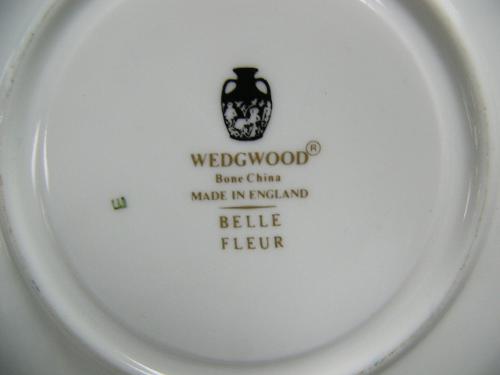 WEDGWOOD®
Bone China
MADE IN ENGLAND
BELLE
FLEUR
E